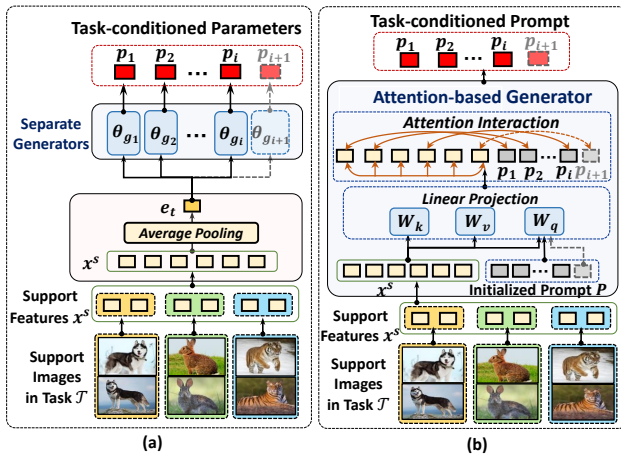 Task-conditioned Parameters
p₁ p₂ ... pᵢ pᵢ₊₁
Separate
Generators
θg₁ θg₂ ... θgᵢ θgᵢ₊₁
eₜ
Average Pooling
xˢ
Support
Features xˢ
Support
Images
in Task 𝒯
(a)
Task-conditioned Prompt
p₁ p₂ ... pᵢ pᵢ₊₁
Attention-based Generator
Attention Interaction
p₁ p₂ ... pᵢ pᵢ₊₁
Linear Projection
Wₖ Wᵥ W_q
...
xˢ
Initialized Prompt P
Support
Features xˢ
Support
Images
in Task 𝒯
(b)